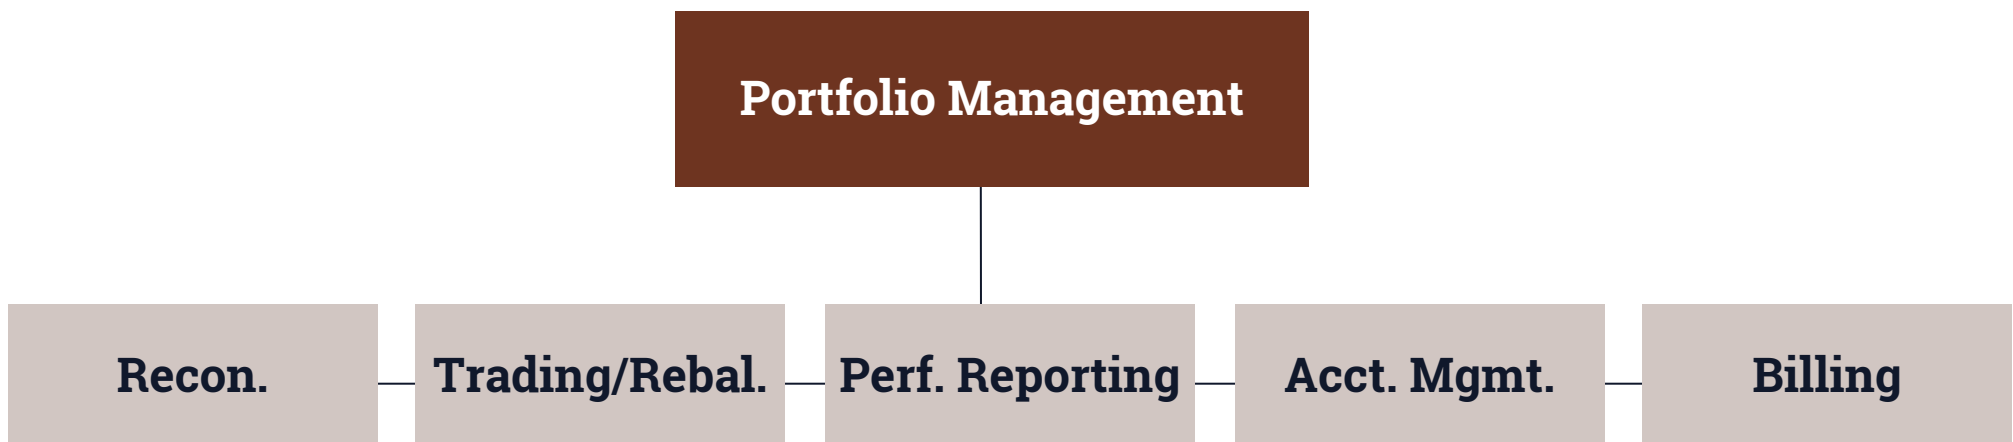 Portfolio Management
Recon.
Trading/Rebal.
Perf. Reporting
Acct. Mgmt.
Billing